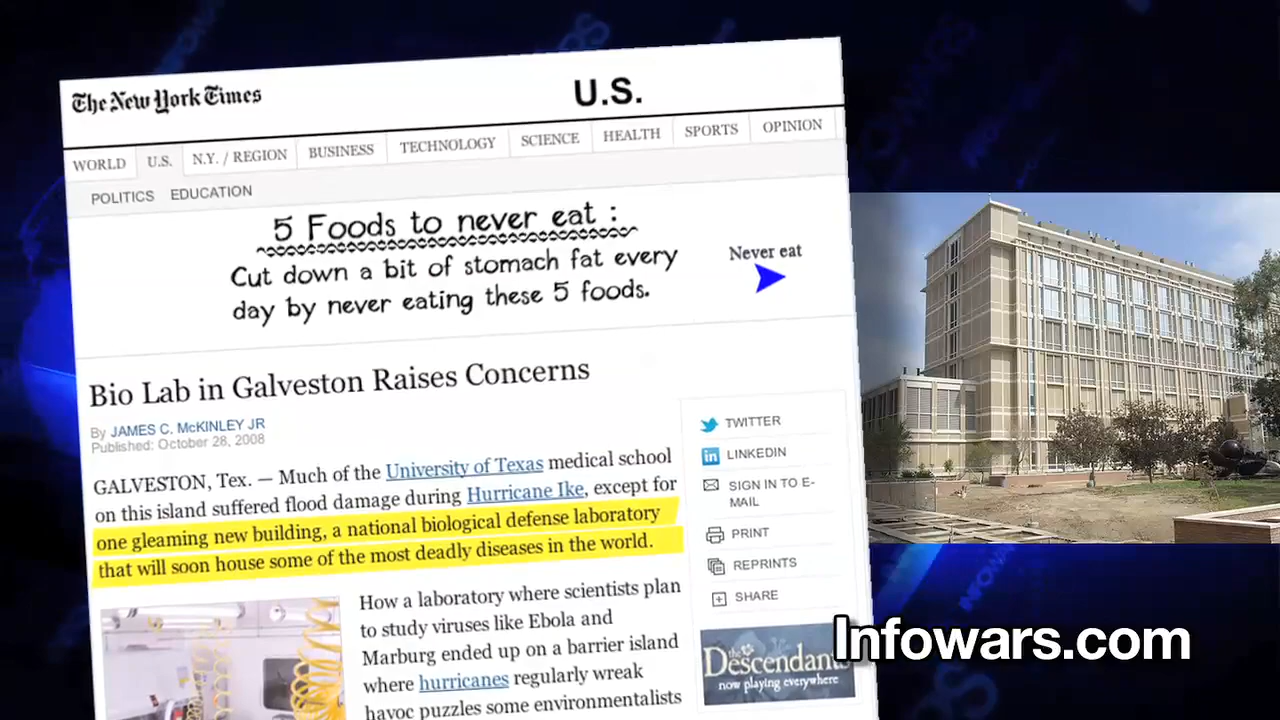 The New York Times
U.S.
WORLD U.S. N.Y. / REGION BUSINESS TECHNOLOGY SCIENCE HEALTH SPORTS OPINION
POLITICS EDUCATION
5 Foods to never eat :
Cut down a bit of stomach fat every
day by never eating these 5 foods.
Never eat
Bio Lab in Galveston Raises Concerns
By JAMES C. McKINLEY JR
Published: October 28, 2008
GALVESTON, Tex. — Much of the University of Texas medical school
on this island suffered flood damage during Hurricane Ike, except for
one gleaming new building, a national biological defense laboratory
that will soon house some of the most deadly diseases in the world.
How a laboratory where scientists plan
to study viruses like Ebola and
Marburg ended up on a barrier island
where hurricanes regularly wreak
havoc puzzles some environmentalists
TWITTER
LINKEDIN
SIGN IN TO E-
MAIL
PRINT
REPRINTS
SHARE
the
Descendants
now playing everywhere
Infowars.com